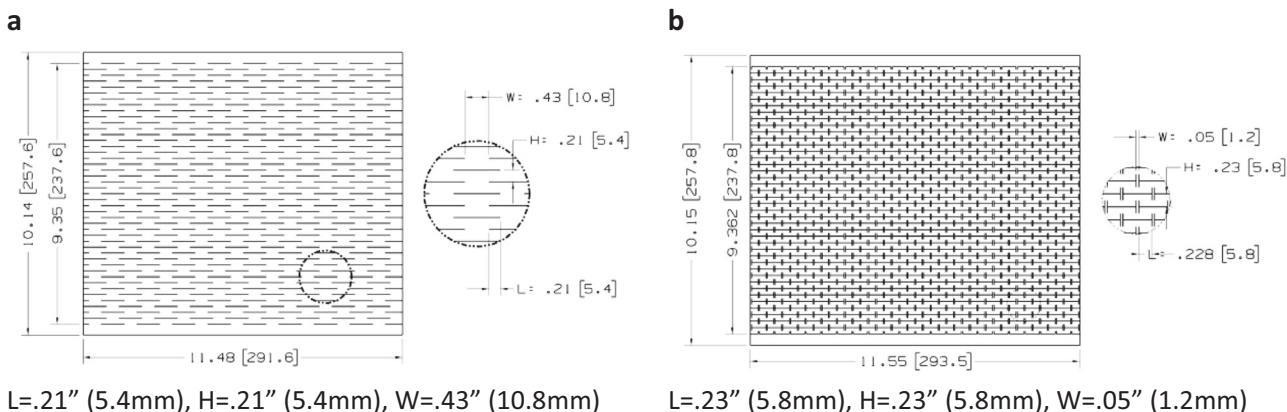 a
10.14 [257.6]
9.35 [237.6]
11.48 [291.6]
W= .43 [10.8]
H= .21 [5.4]
L= .21 [5.4]
L=.21” (5.4mm), H=.21” (5.4mm), W=.43” (10.8mm)
b
10.15 [257.8]
9.362 [237.8]
11.55 [293.5]
W= .05 [1.2]
H= .23 [5.8]
L= .228 [5.8]
L=.23” (5.8mm), H=.23” (5.8mm), W=.05” (1.2mm)